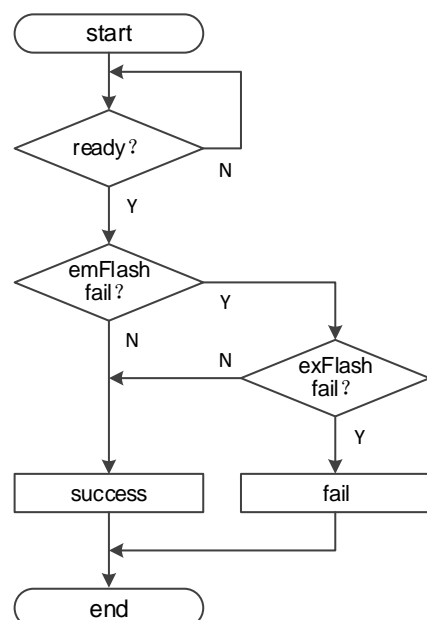 start
ready?
N
Y
emFlash
fail?
Y
N
N
exFlash
fail?
Y
success
fail
end